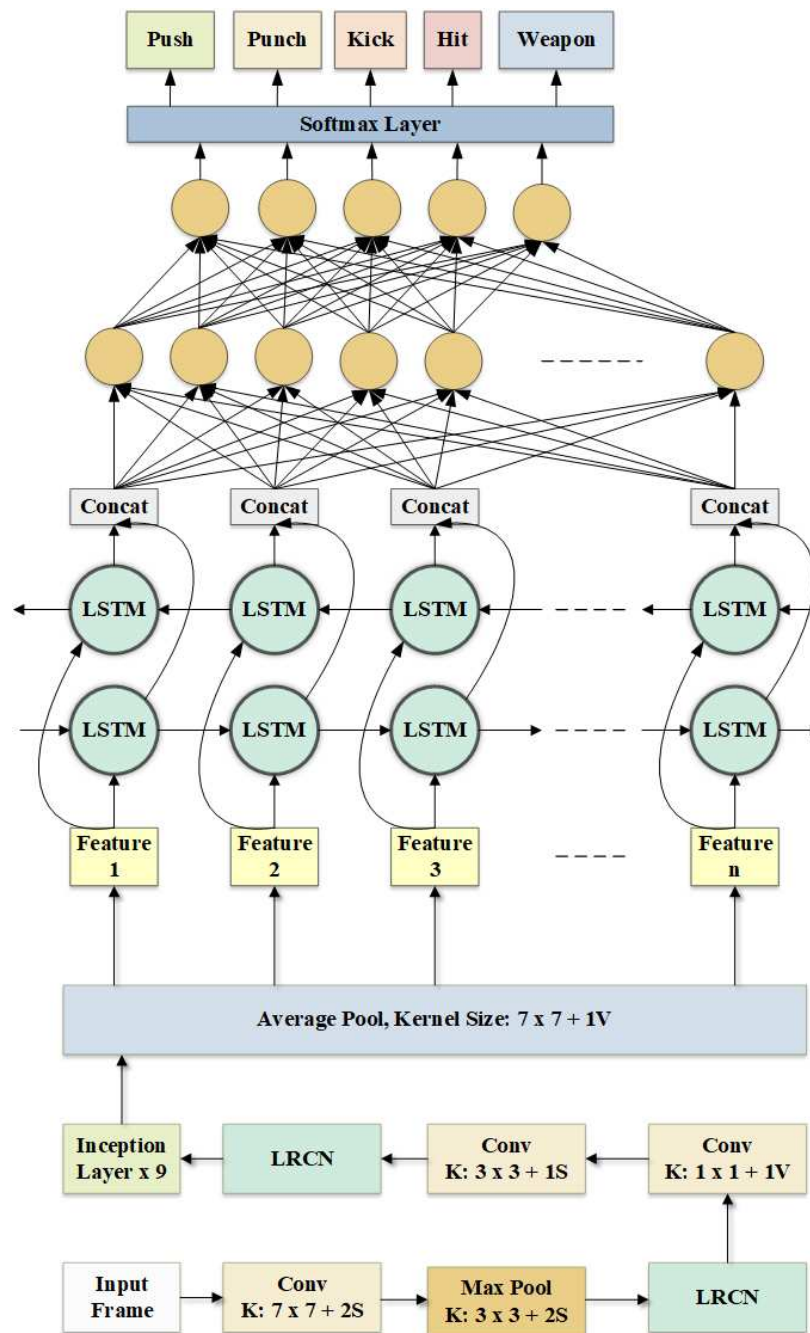 Push
Punch
Kick
Hit
Weapon
Softmax Layer
Concat
Concat
Concat
Concat
LSTM
LSTM
LSTM
LSTM
LSTM
LSTM
LSTM
LSTM
Feature
1
Feature
2
Feature
3
Feature
n
Average Pool, Kernel Size: 7 x 7 + 1V
Inception
Layer x 9
LRCN
Conv
K: 3 x 3 + 1S
Conv
K: 1 x 1 + 1V
Input
Frame
Conv
K: 7 x 7 + 2S
Max Pool
K: 3 x 3 + 2S
LRCN